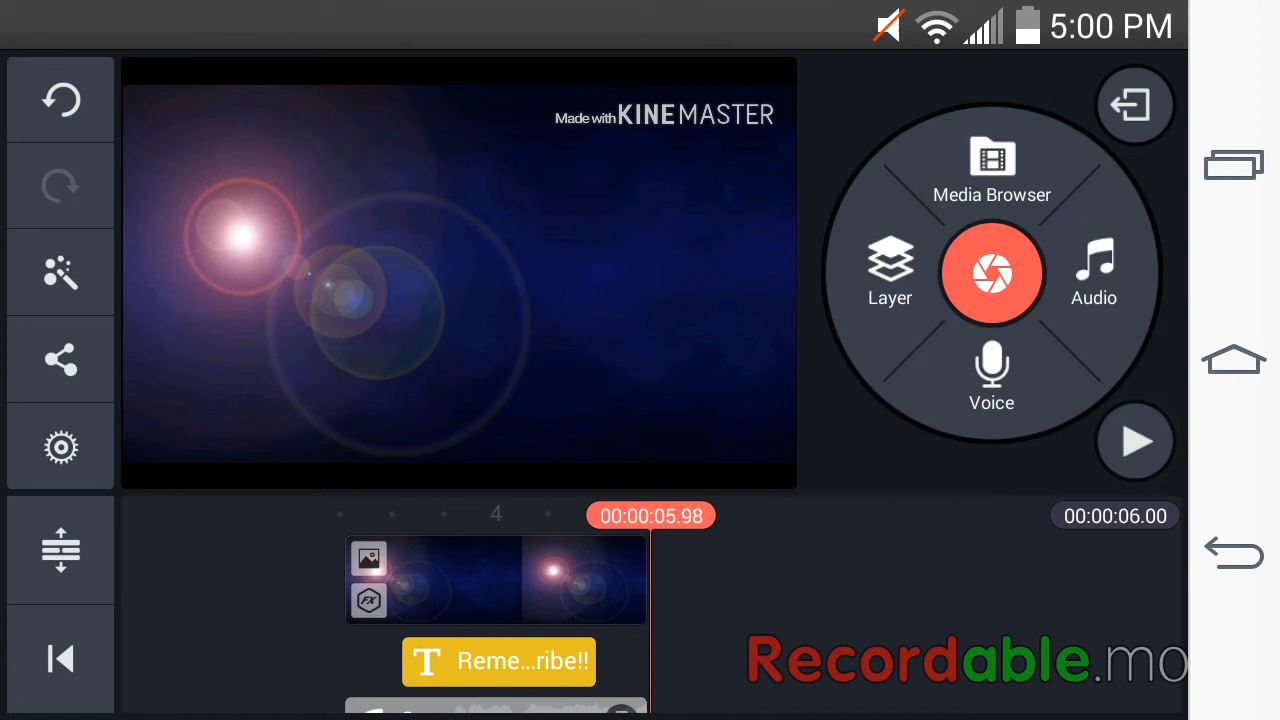 5:00 PM
Made with KINEMASTER
Media Browser
Layer
Audio
Voice
4
00:00:05.98
00:00:06.00
FX
T Reme...ribe!!
Recordable.mo